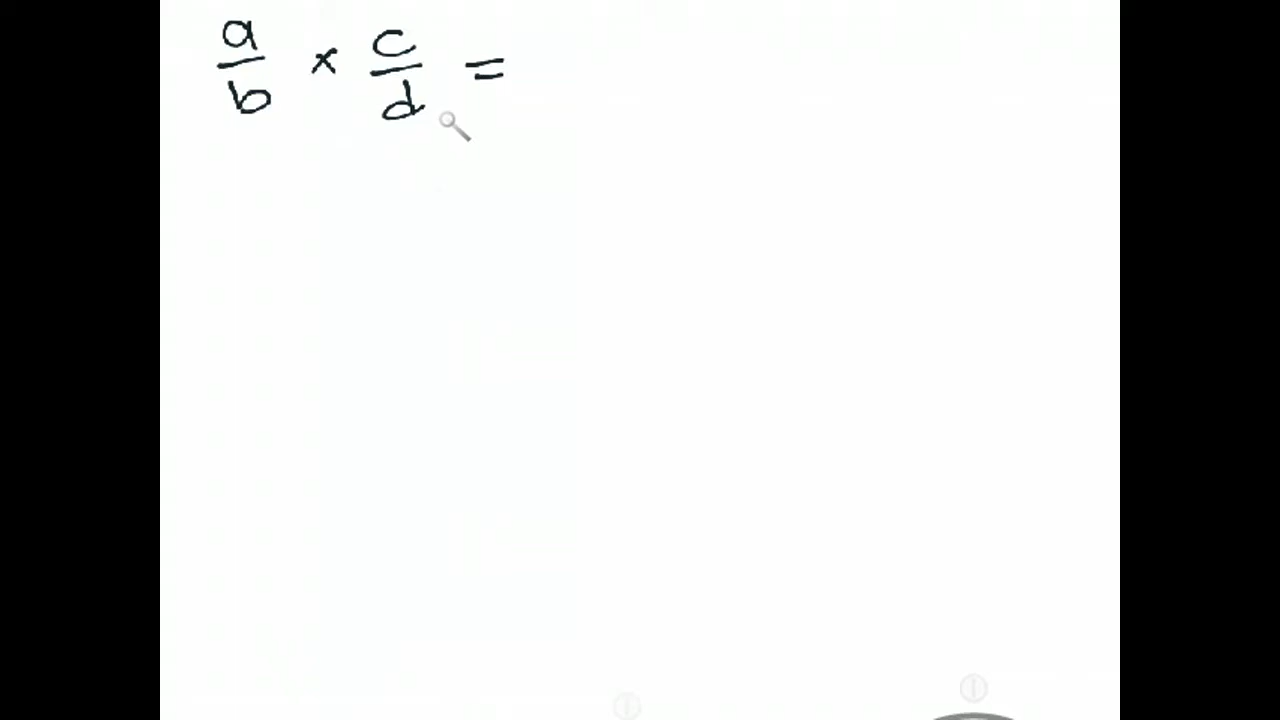 a/b × c/d =